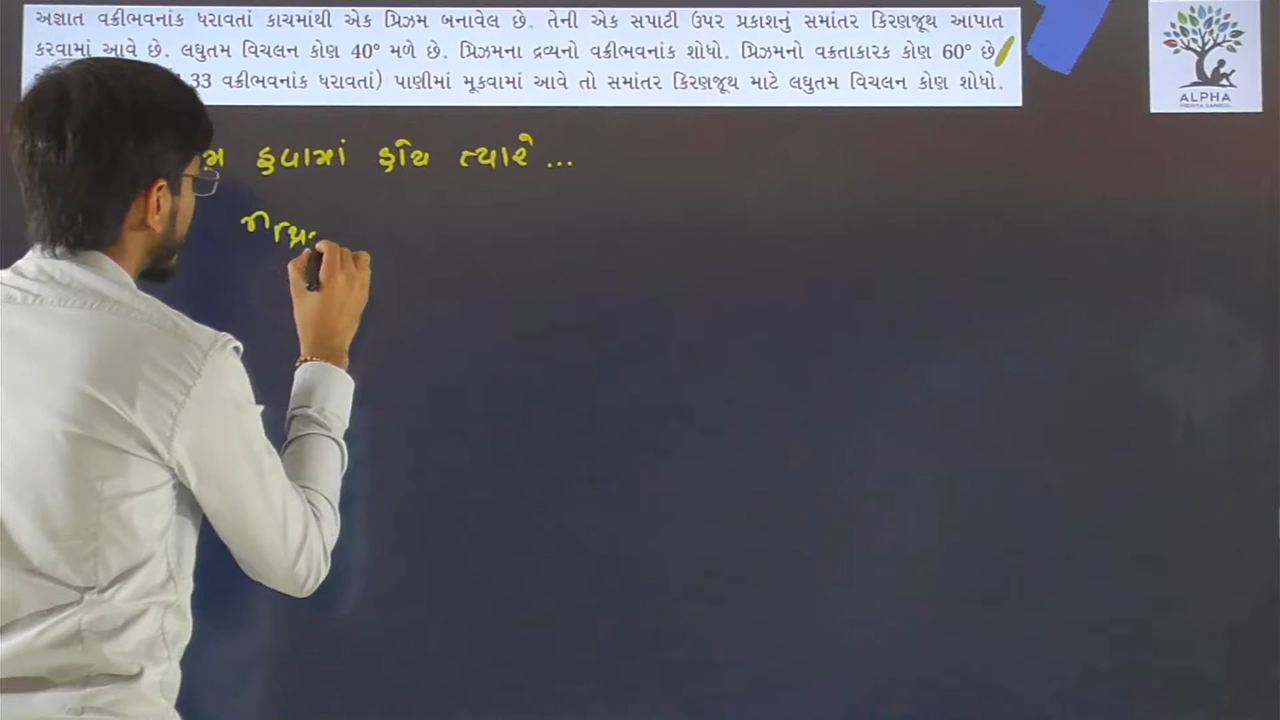 અજ્ઞાત વક્રીભવનાંક ધરાવતાં કાચમાંથી એક પ્રિઝમ બનાવેલ છે. તેની એક સપાટી ઉપર પ્રકાશનું સમાંતર કિરણજૂથ આપાત
કરવામાં આવે છે. લઘુતમ વિચલન કોણ 40° મળે છે. પ્રિઝમના દ્રવ્યનો વક્રીભવનાંક શોધો. પ્રિઝમનો વક્રતાકારક કોણ 60° છે
33 વક્રીભવનાંક ધરાવતાં) પાણીમાં મૂકવામાં આવે તો સમાંતર કિરણજૂથ માટે લઘુતમ વિચલન કોણ શોધો.
હવામાં હોય ત્યારે...
ALPHA